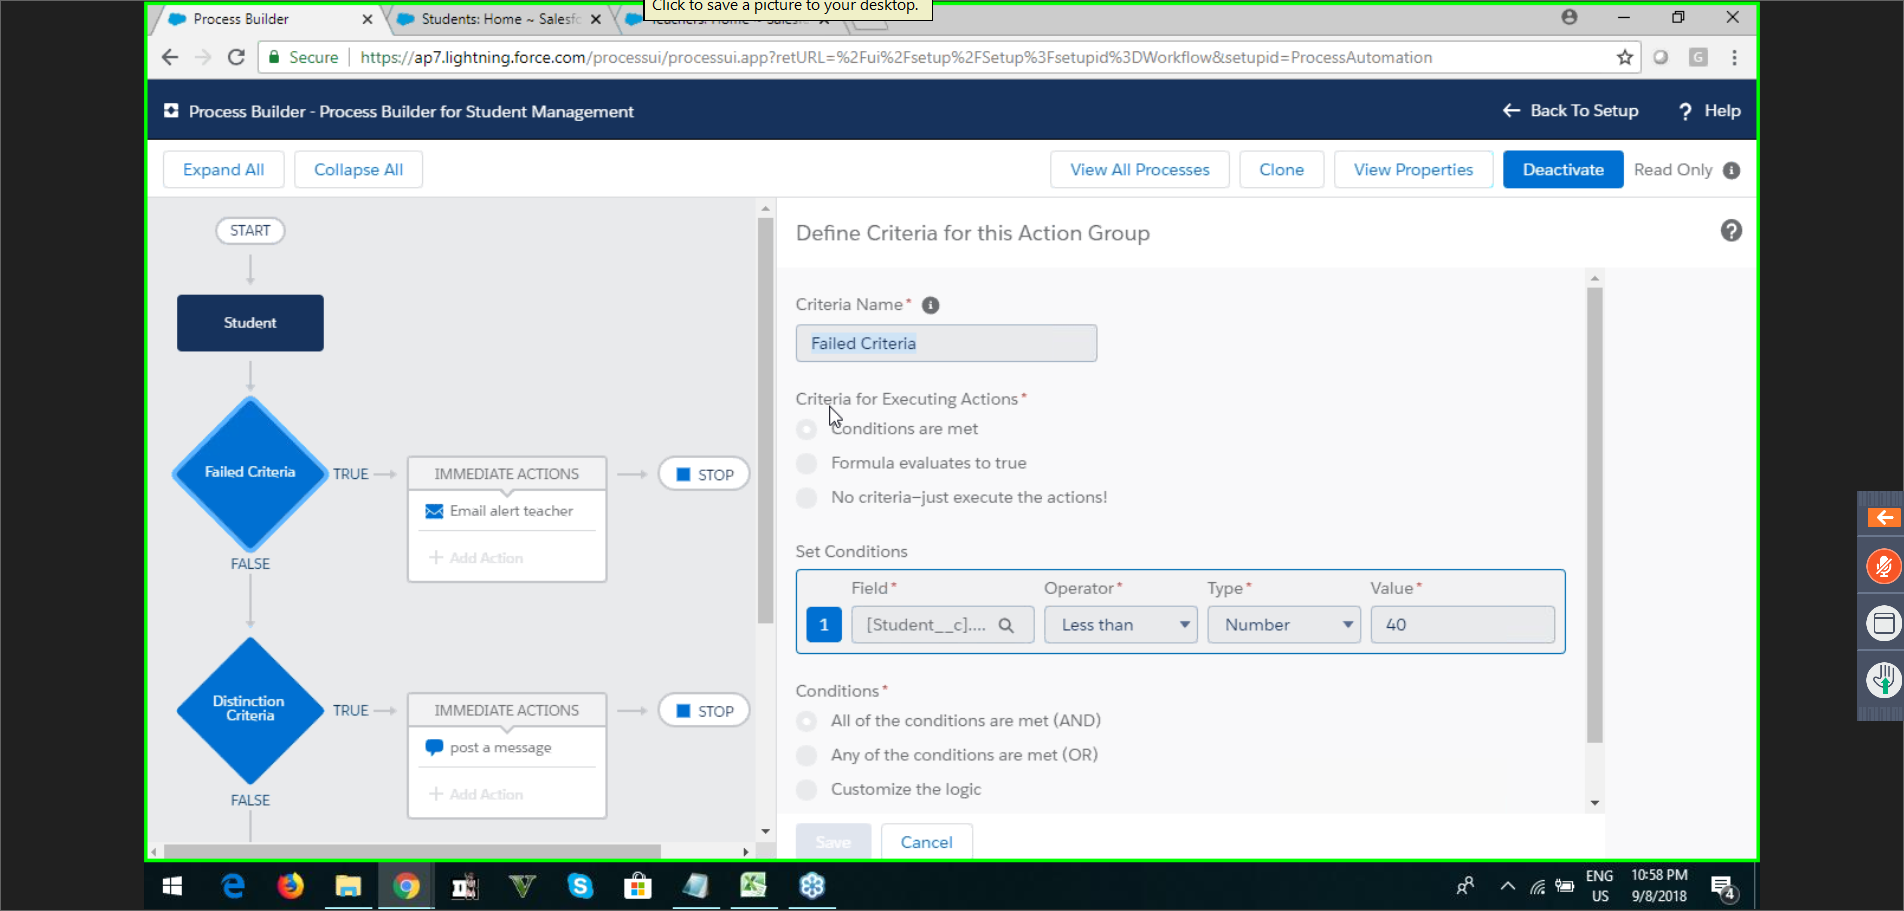 Click to save a picture to your desktop.
Process Builder
Students: Home ~ Salesfo
Teachers: Home ~ Salesfo
Secure
https://ap7.lightning.force.com/processui/processui.app?retURL=%2Fui%2Fsetup%2FSetup%3Fsetupid%3DWorkflow&setupid=ProcessAutomation
G
Process Builder - Process Builder for Student Management
Back To Setup
? Help
Expand All
Collapse All
View All Processes
Clone
View Properties
Deactivate
Read Only
START
Student
Failed Criteria
TRUE
IMMEDIATE ACTIONS
Email alert teacher
+ Add Action
STOP
FALSE
Distinction
Criteria
TRUE
IMMEDIATE ACTIONS
post a message
+ Add Action
STOP
FALSE
Define Criteria for this Action Group
Criteria Name*
Failed Criteria
Criteria for Executing Actions*
Conditions are met
Formula evaluates to true
No criteria—just execute the actions!
Set Conditions
Field*
Operator*
Type*
Value*
1
[Student__c]....
Less than
Number
40
Conditions*
All of the conditions are met (AND)
Any of the conditions are met (OR)
Customize the logic
Save
Cancel
ENG
US
10:58 PM
9/8/2018
4